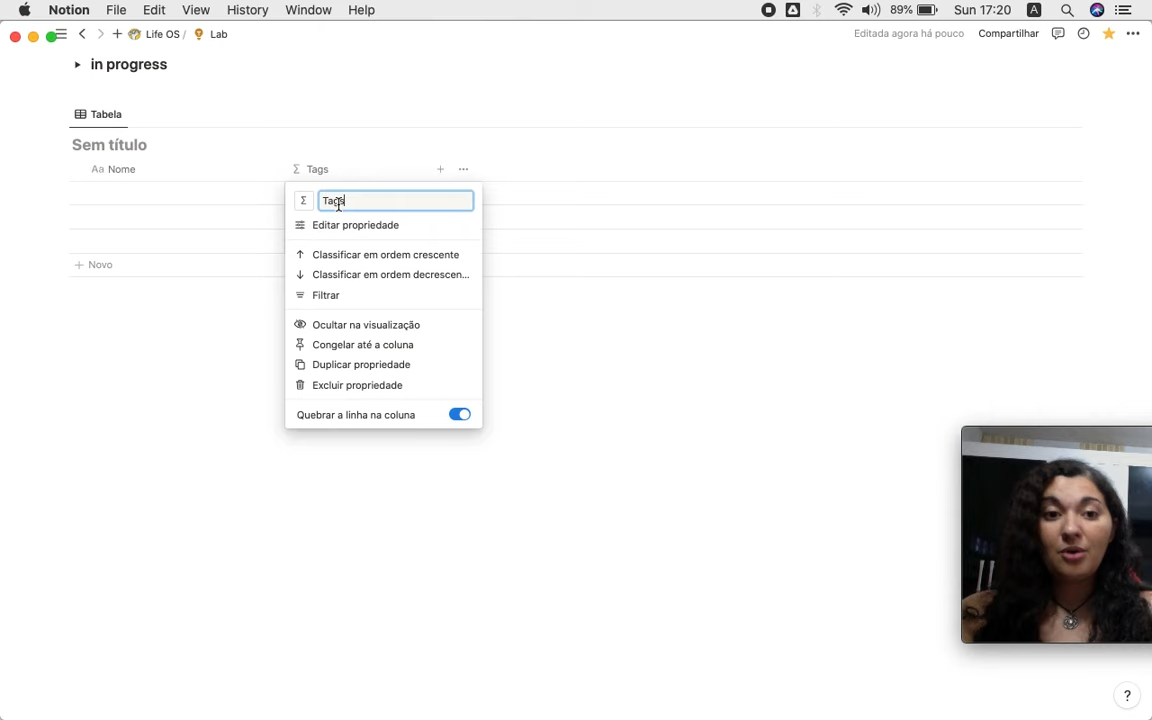 Notion File Edit View History Window Help 89% Sun 17:20 A
Life OS / Lab Editada agora há pouco Compartilhar
in progress
Tabela
Sem título
Aa Nome Σ Tags
Σ Tags
Editar propriedade
Classificar em ordem crescente
Classificar em ordem decrescen...
Novo
Filtrar
Ocultar na visualização
Congelar até a coluna
Duplicar propriedade
Excluir propriedade
Quebrar a linha na coluna
?